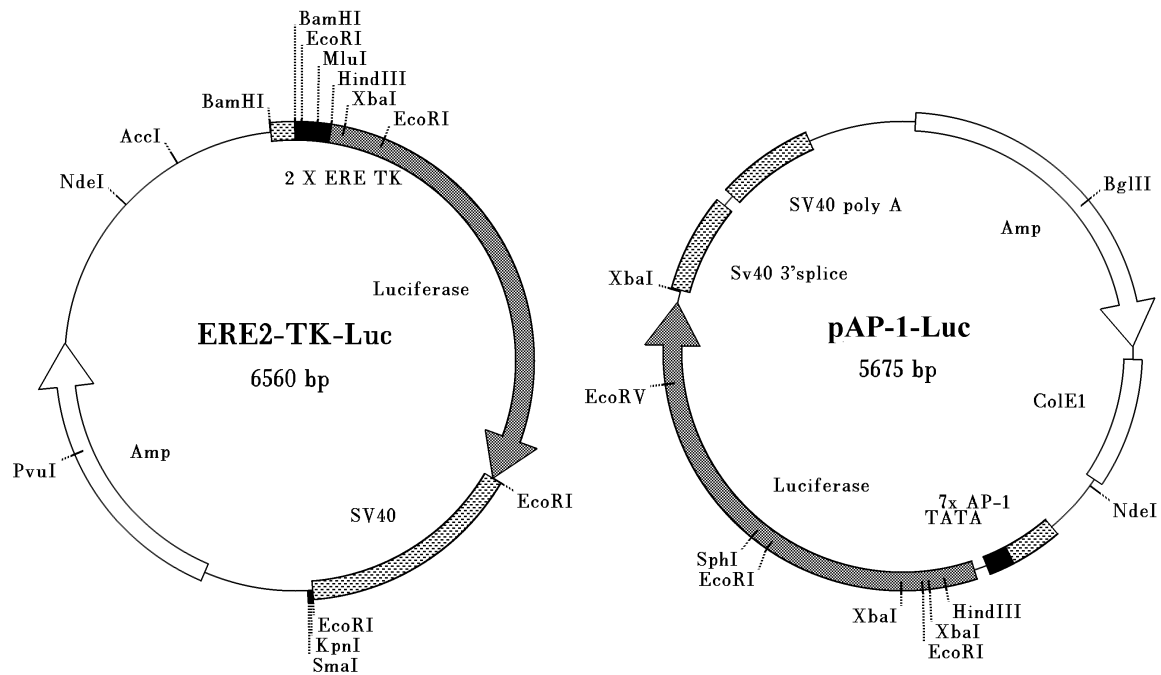 BamHI
EcoRI
MluI
HindIII
XbaI
EcoRI
BamHI
AccI
NdeI
2 X ERE TK
Luciferase
ERE2-TK-Luc
6560 bp
Amp
PvuI
SV40
EcoRI
EcoRI
KpnI
SmaI
SV40 poly A
BglII
Amp
Sv40 3'splice
XbaI
pAP-1-Luc
5675 bp
EcoRV
ColE1
Luciferase
7x AP-1
TATA
NdeI
SphI
EcoRI
XbaI
HindIII
XbaI
EcoRI